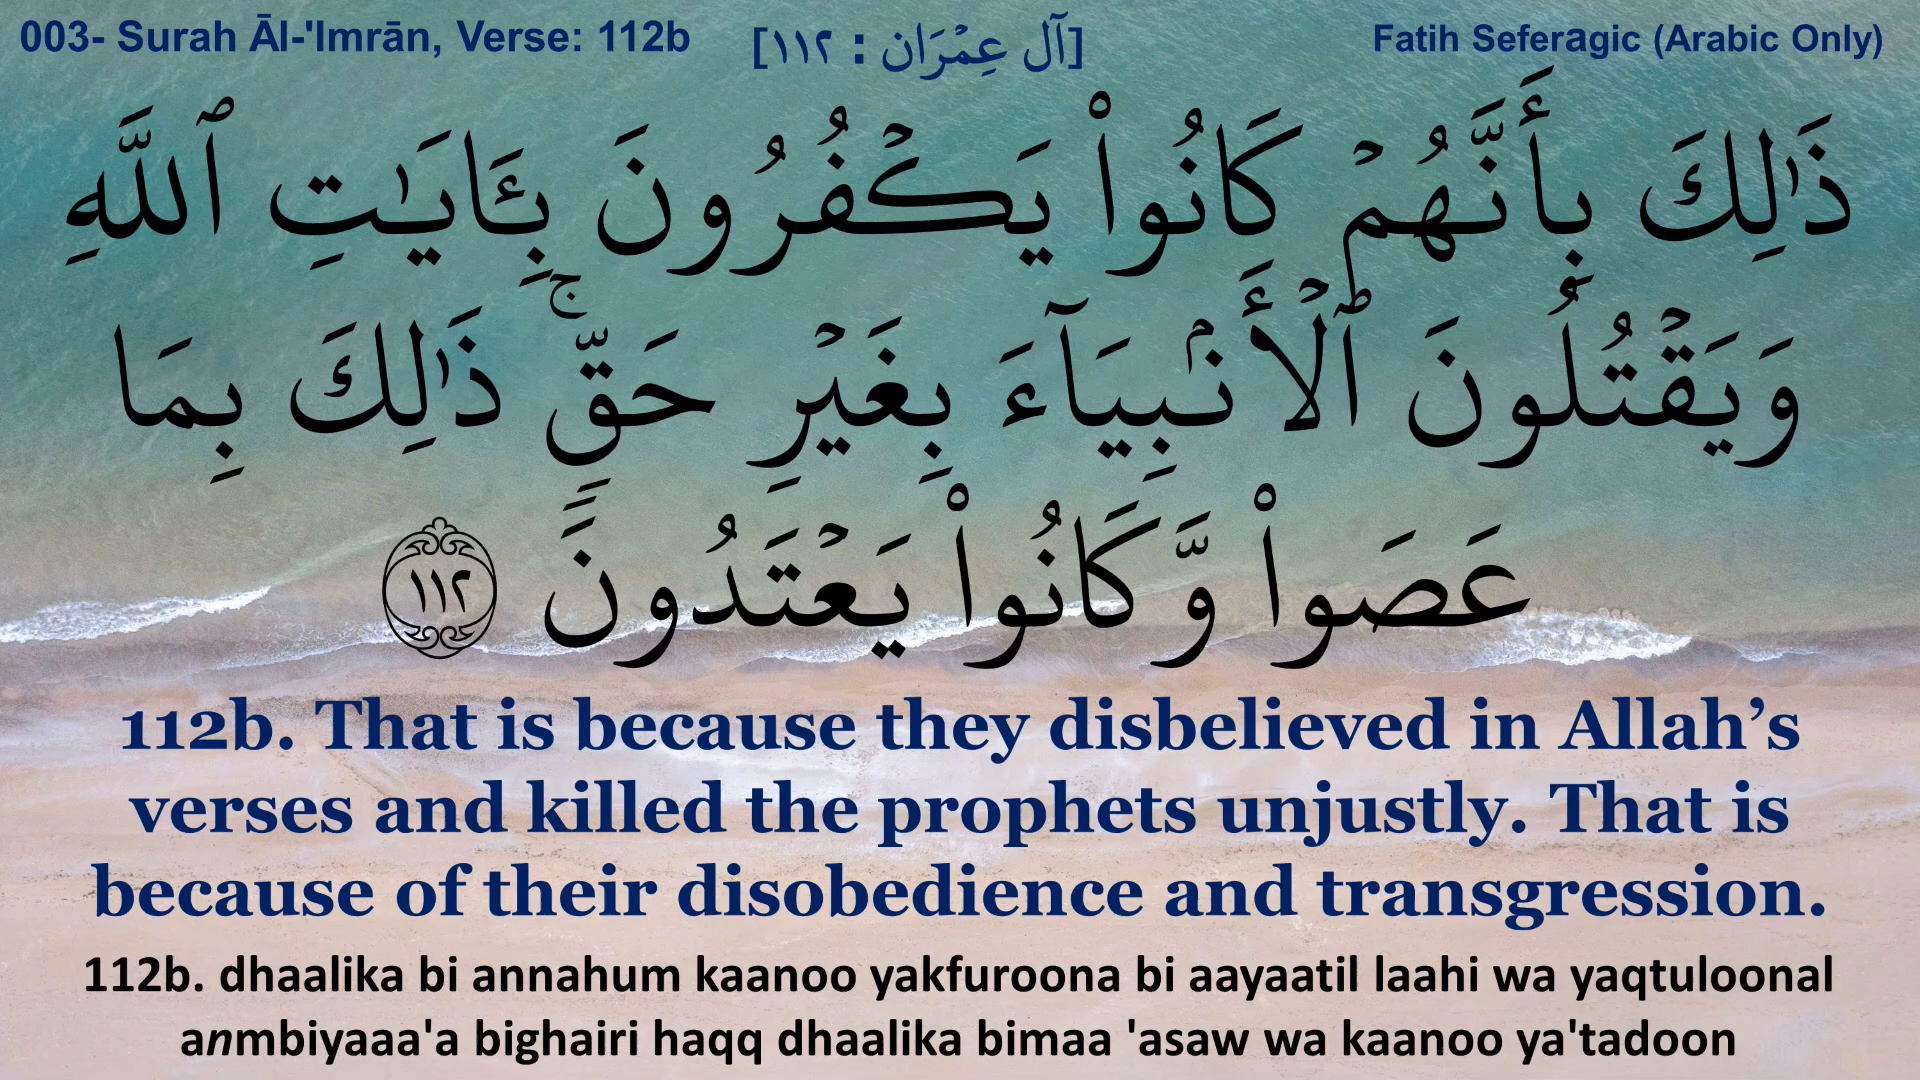 003- Surah Āl-'Imrān, Verse: 112b [آل عِمْرَان : ١١٢] Fatih Seferagic (Arabic Only)
ذَٰلِكَ بِأَنَّهُمْ كَانُوا۟ يَكْفُرُونَ بِـَٔايَـٰتِ ٱللَّهِ
وَيَقْتُلُونَ ٱلْأَنۢبِيَآءَ بِغَيْرِ حَقٍّ ۚ ذَٰلِكَ بِمَا
عَصَوا۟ وَّكَانُوا۟ يَعْتَدُونَ ١١٢
112b. That is because they disbelieved in Allah’s
verses and killed the prophets unjustly. That is
because of their disobedience and transgression.
112b. dhaalika bi annahum kaanoo yakfuroona bi aayaatil laahi wa yaqtuloonal
anmbiyaaa'a bighairi haqq dhaalika bimaa 'asaw wa kaanoo ya'tadoon